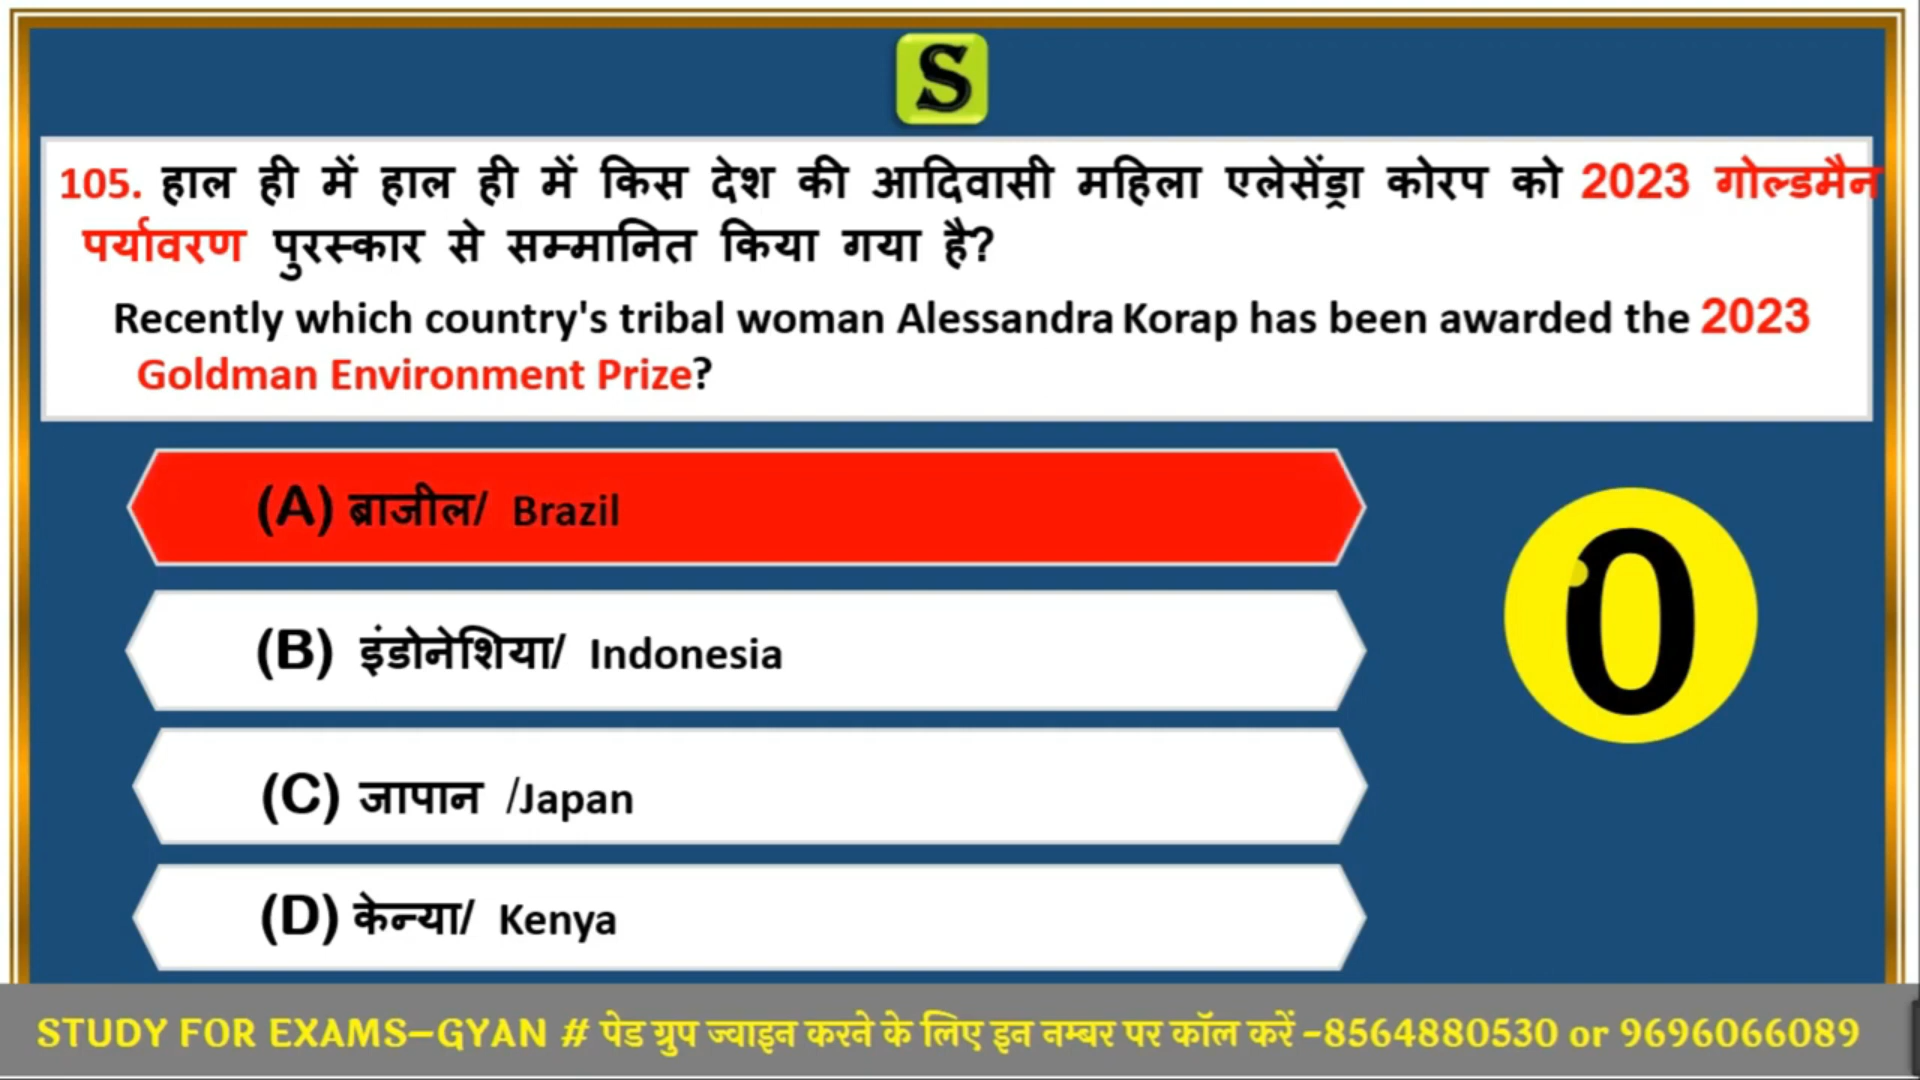 S
105. हाल ही में हाल ही में किस देश की आदिवासी महिला एलेसेंड्रा कोरप को 2023 गोल्डमैन
पर्यावरण पुरस्कार से सम्मानित किया गया है?
Recently which country's tribal woman Alessandra Korap has been awarded the 2023
Goldman Environment Prize?
(A) ब्राजील/ Brazil
0
(B) इंडोनेशिया/ Indonesia
(C) जापान /Japan
(D) केन्या/ Kenya
STUDY FOR EXAMS–GYAN # पेड ग्रुप ज्वाइन करने के लिए इन नम्बर पर कॉल करें -8564880530 or 9696066089